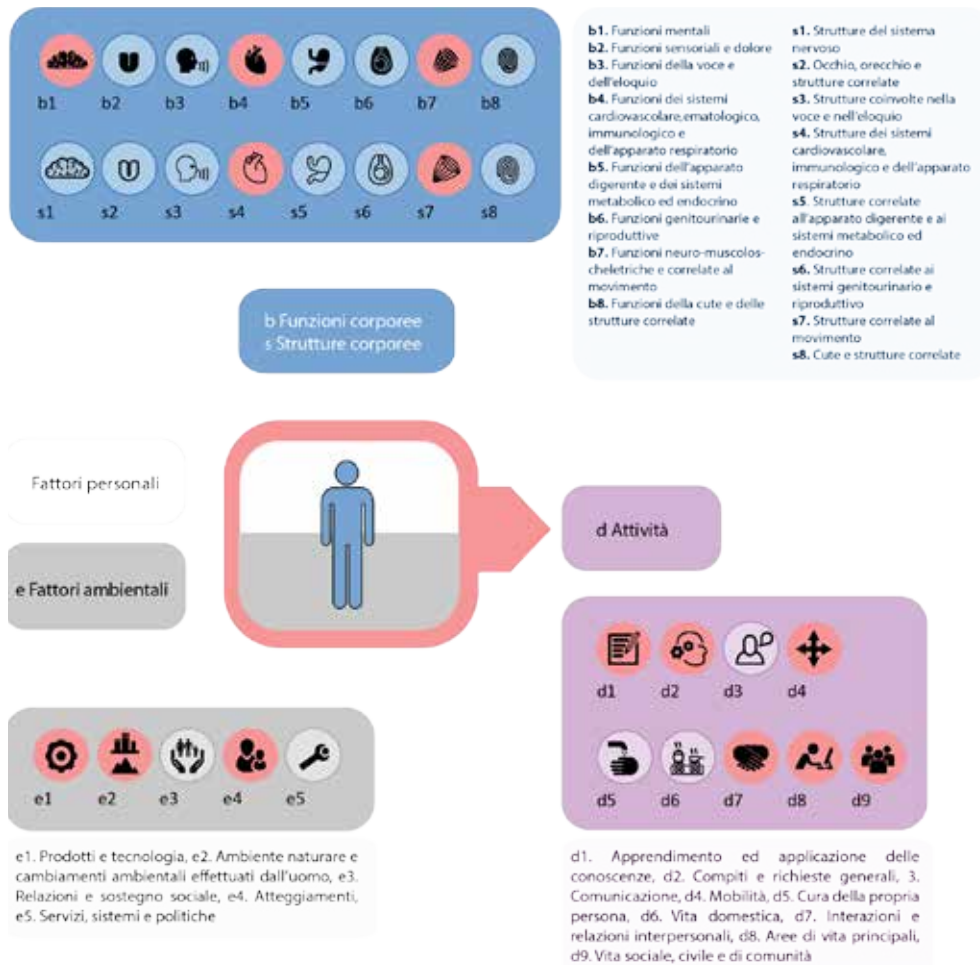 b1 b2 b3 b4 b5 b6 b7 b8
s1 s2 s3 s4 s5 s6 s7 s8
b1. Funzioni mentali
b2. Funzioni sensoriali e dolore
b3. Funzioni della voce e
dell'eloquio
b4. Funzioni dei sistemi
cardiovascolare,ematologico,
immunologico e
dell'apparato respiratorio
b5. Funzioni dell'apparato
digerente e dei sistemi
metabolico ed endocrino
b6. Funzioni genitourinarie e
riproduttive
b7. Funzioni neuro-muscolos-
cheletriche e correlate al
movimento
b8. Funzioni della cute e delle
strutture correlate
s1. Strutture del sistema
nervoso
s2. Occhio, orecchio e
strutture correlate
s3. Strutture coinvolte nella
voce e nell'eloquio
s4. Strutture dei sistemi
cardiovascolare,
immunologico e dell'apparato
respiratorio
s5. Strutture correlate
all'apparato digerente e ai
sistemi metabolico ed
endocrino
s6. Strutture correlate ai
sistemi genitourinario e
riproduttivo
s7. Strutture correlate al
movimento
s8. Cute e strutture correlate
b Funzioni corporee
s Strutture corporee
Fattori personali
e Fattori ambientali
d Attività
d1 d2 d3 d4
d5 d6 d7 d8 d9
e1 e2 e3 e4 e5
e1. Prodotti e tecnologia, e2. Ambiente naturare e
cambiamenti ambientali effettuati dall'uomo, e3.
Relazioni e sostegno sociale, e4. Atteggiamenti,
e5. Servizi, sistemi e politiche
d1. Apprendimento ed applicazione delle
conoscenze, d2. Compiti e richieste generali, 3.
Comunicazione, d4. Mobilità, d5. Cura della propria
persona, d6. Vita domestica, d7. Interazioni e
relazioni interpersonali, d8. Aree di vita principali,
d9. Vita sociale, civile e di comunità